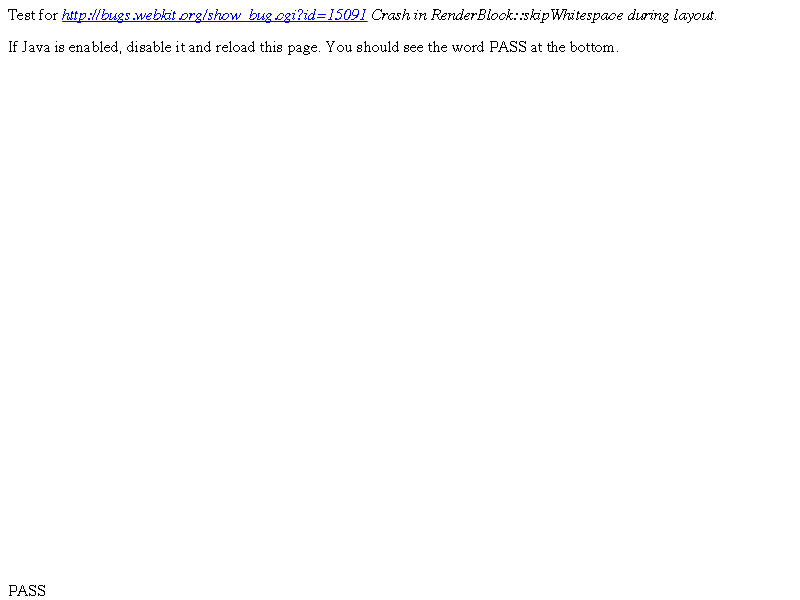 Test for http://bugs.webkit.org/show_bug.cgi?id=15091 Crash in RenderBlock::skipWhitespace during layout.
If Java is enabled, disable it and reload this page. You should see the word PASS at the bottom.
PASS